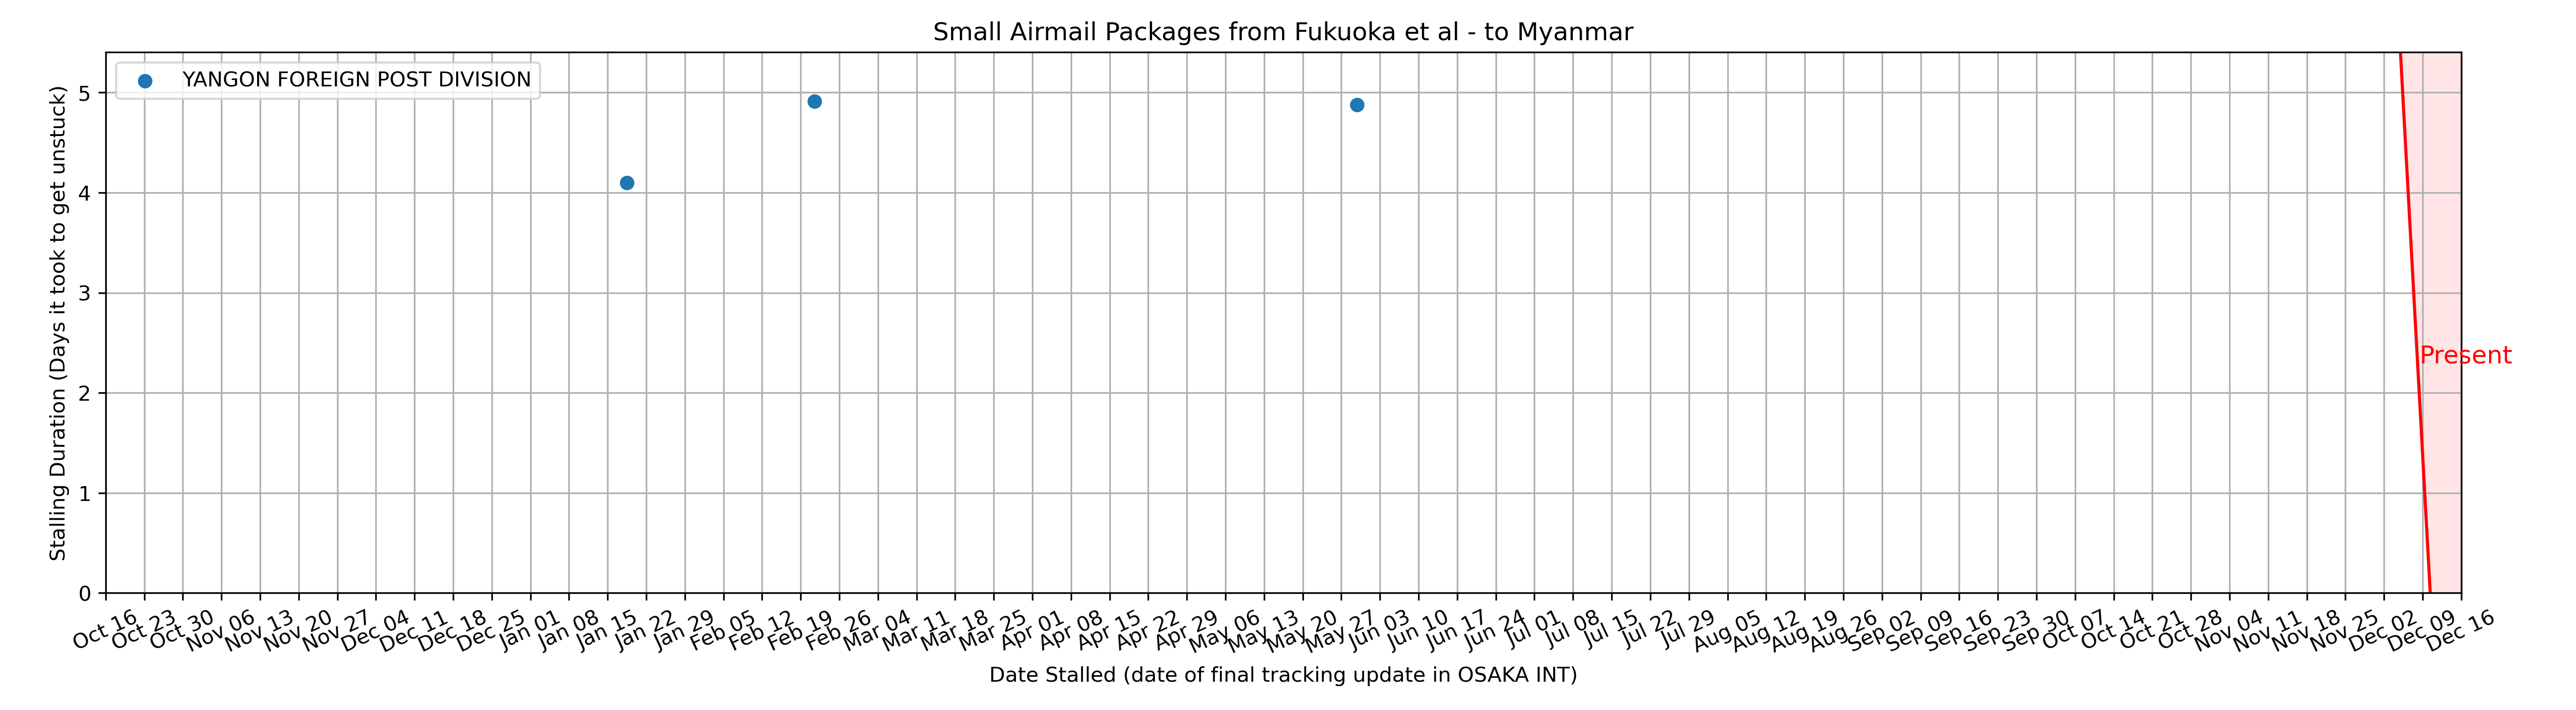 Small Airmail Packages from Fukuoka et al - to Myanmar
YANGON FOREIGN POST DIVISION
Stalling Duration (Days it took to get unstuck)
5
4
3
2
1
0
Present
Oct 16 Oct 23 Oct 30 Nov 06 Nov 13 Nov 20 Nov 27 Dec 04 Dec 11 Dec 18 Dec 25 Jan 01 Jan 08 Jan 15 Jan 22 Jan 29 Feb 05 Feb 12 Feb 19 Feb 26 Mar 04 Mar 11 Mar 18 Mar 25 Apr 01 Apr 08 Apr 15 Apr 22 Apr 29 May 06 May 13 May 20 May 27 Jun 03 Jun 10 Jun 17 Jun 24 Jul 01 Jul 08 Jul 15 Jul 22 Jul 29 Aug 05 Aug 12 Aug 19 Aug 26 Sep 02 Sep 09 Sep 16 Sep 23 Sep 30 Oct 07 Oct 14 Oct 21 Oct 28 Nov 04 Nov 11 Nov 18 Nov 25 Dec 02 Dec 09 Dec 16
Date Stalled (date of final tracking update in OSAKA INT)